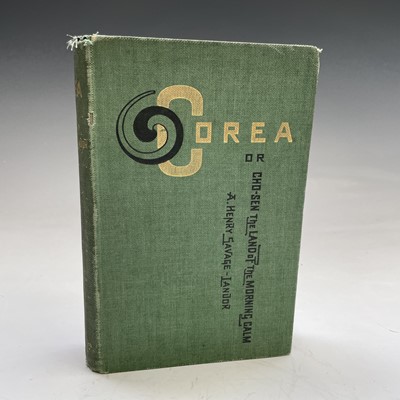 COREA
OR
CHO-SEN THE LAND OF THE MORNING CALM
A. HENRY SAVAGE-LANDOR